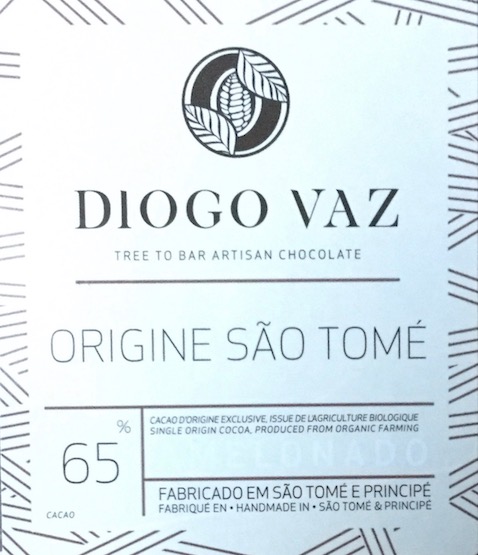 DIOGO VAZ
TREE TO BAR ARTISAN CHOCOLATE
ORIGINE SÃO TOMÉ
65 %
CACAO
CACAO D'ORIGINE EXCLUSIVE, ISSUE DE L'AGRICULTURE BIOLOGIQUE
SINGLE ORIGIN COCOA, PRODUCED FROM ORGANIC FARMING
AMELONADO
FABRICADO EM SÃO TOMÉ E PRINCIPÉ
FABRIQUÉ EN • HANDMADE IN • SÃO TOMÉ & PRINCIPÉ